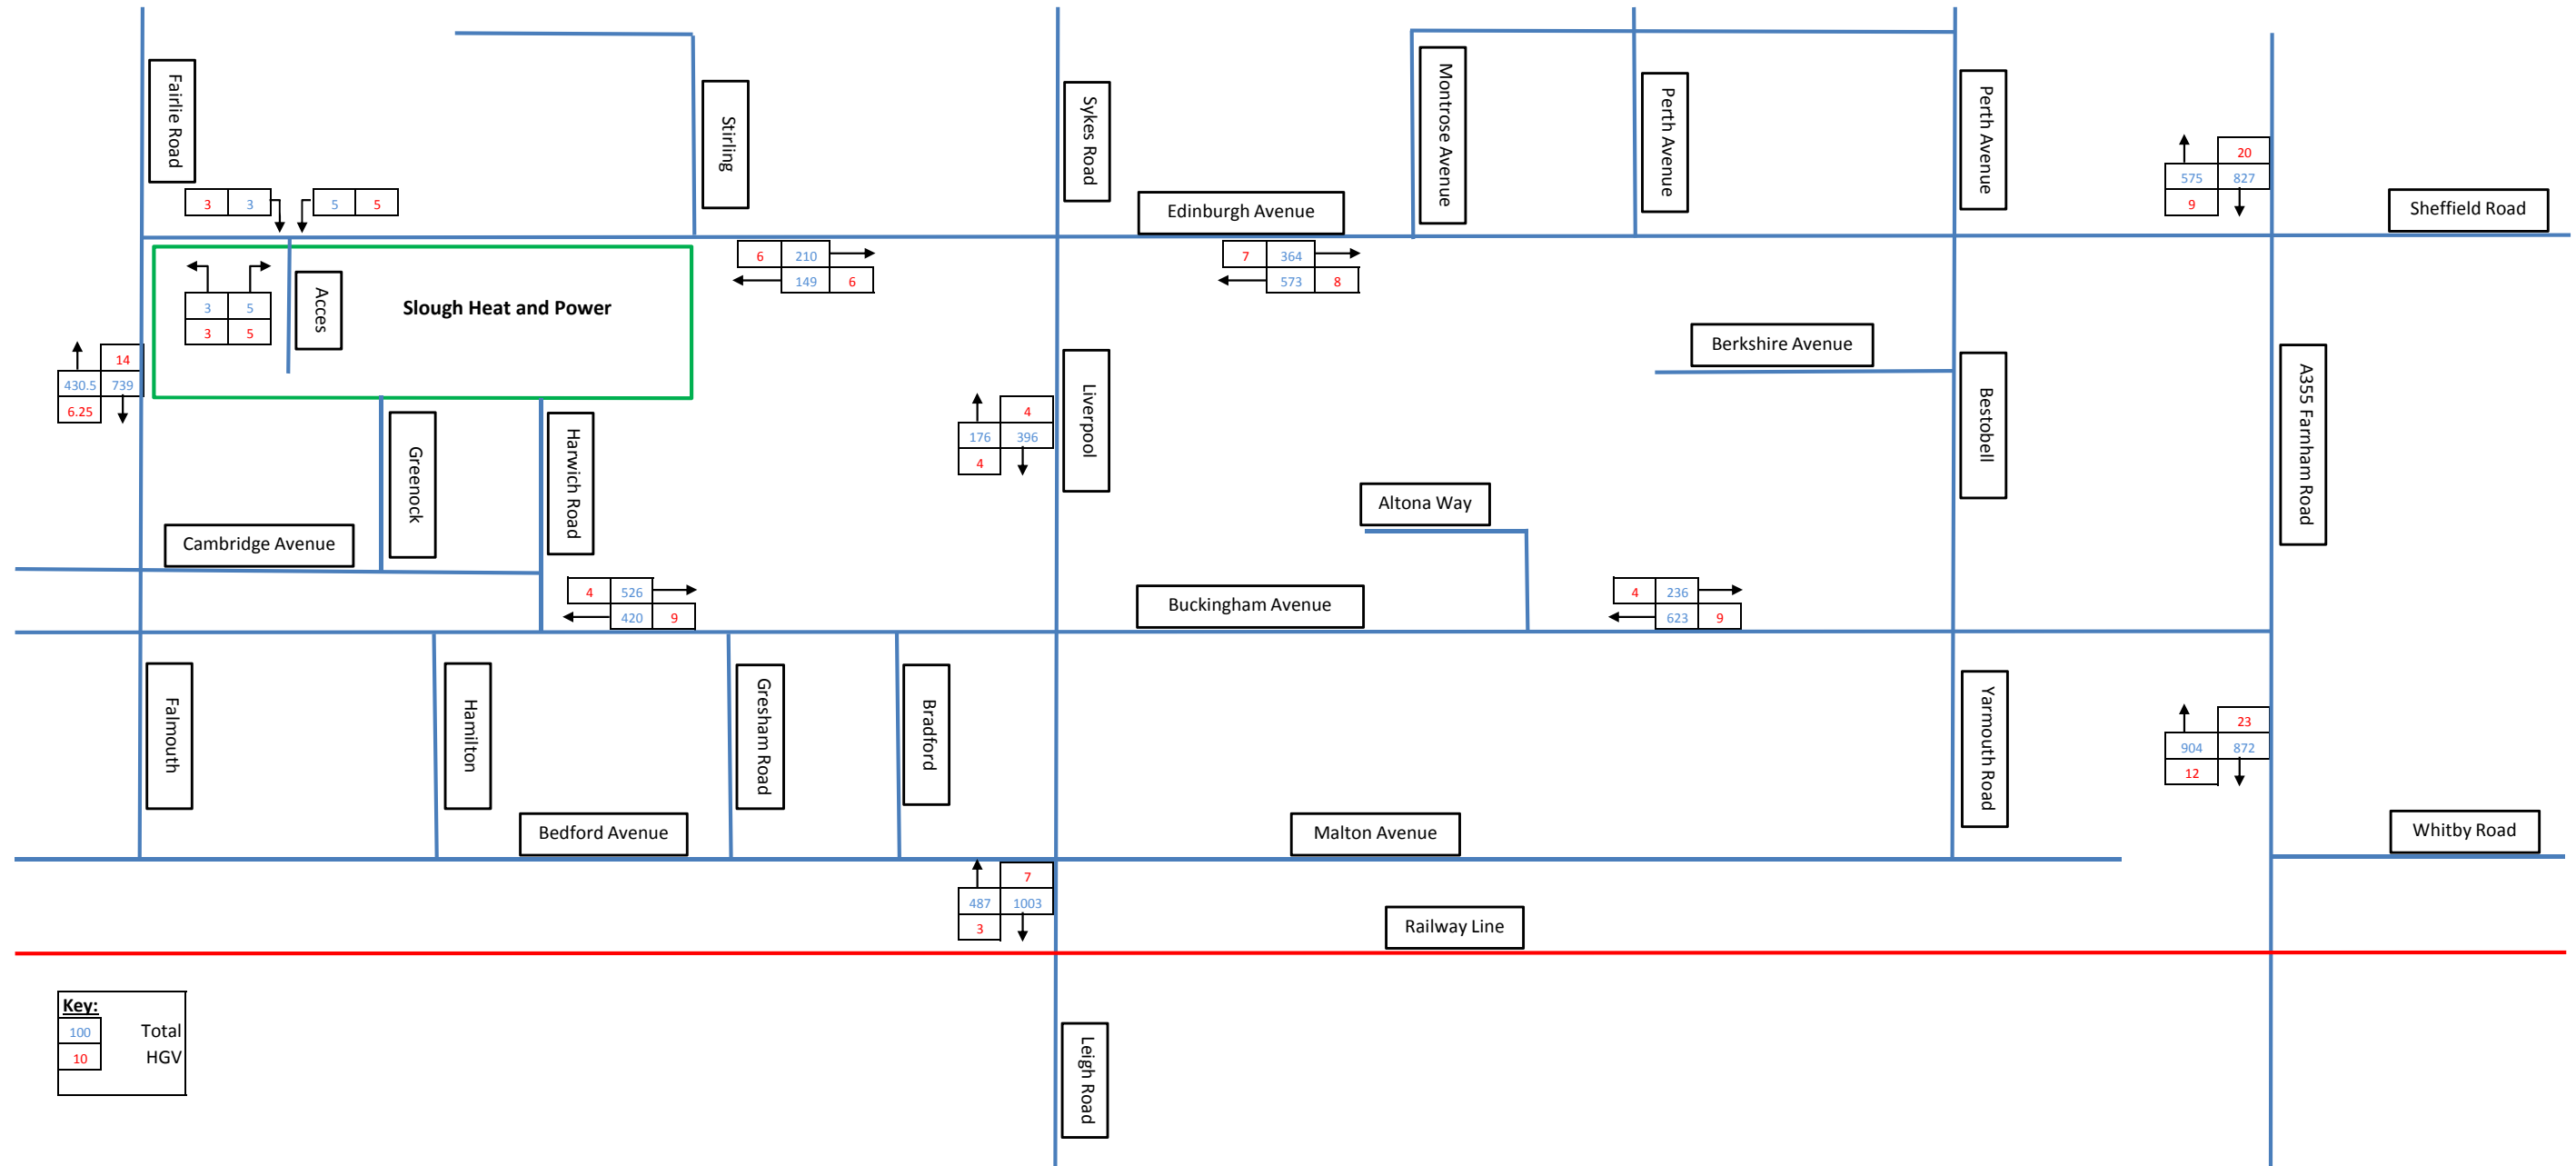 Fairlie Road
Stirling
Sykes Road
Montrose Avenue
Perth Avenue
Perth Avenue
20
575 827
9
3 3
5 5
Edinburgh Avenue
Sheffield Road
6 210
149 6
7 364
573 8
3 5
3 5
Acces
Slough Heat and Power
14
430.5 739
6.25
Berkshire Avenue
Liverpool
Bestobell
A355 Farnham Road
4
176 396
4
Greenock
Harwich Road
Altona Way
Cambridge Avenue
4 526
420 9
Buckingham Avenue
4 236
623 9
Falmouth
Hamilton
Gresham Road
Bradford
Yarmouth Road
23
904 872
12
Bedford Avenue
Malton Avenue
Whitby Road
7
487 1003
3
Railway Line
Key:
100 Total
10 HGV
Leigh Road